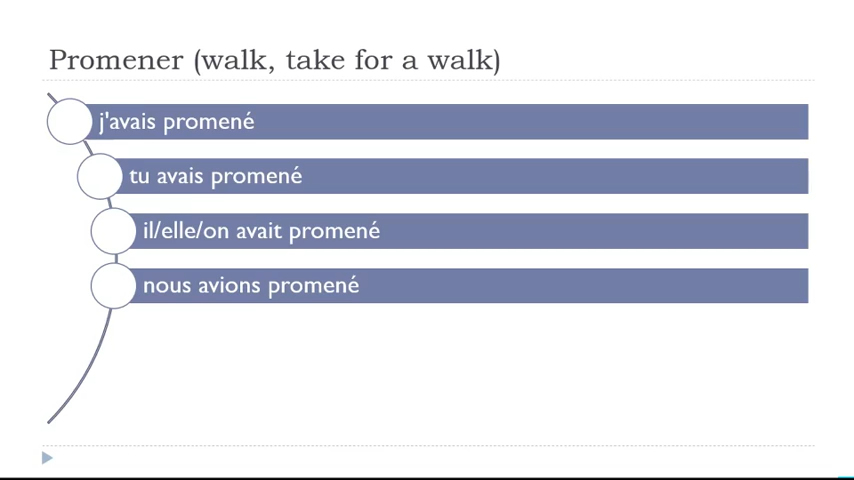 Promener (walk, take for a walk)
j'avais promené
tu avais promené
il/elle/on avait promené
nous avions promené